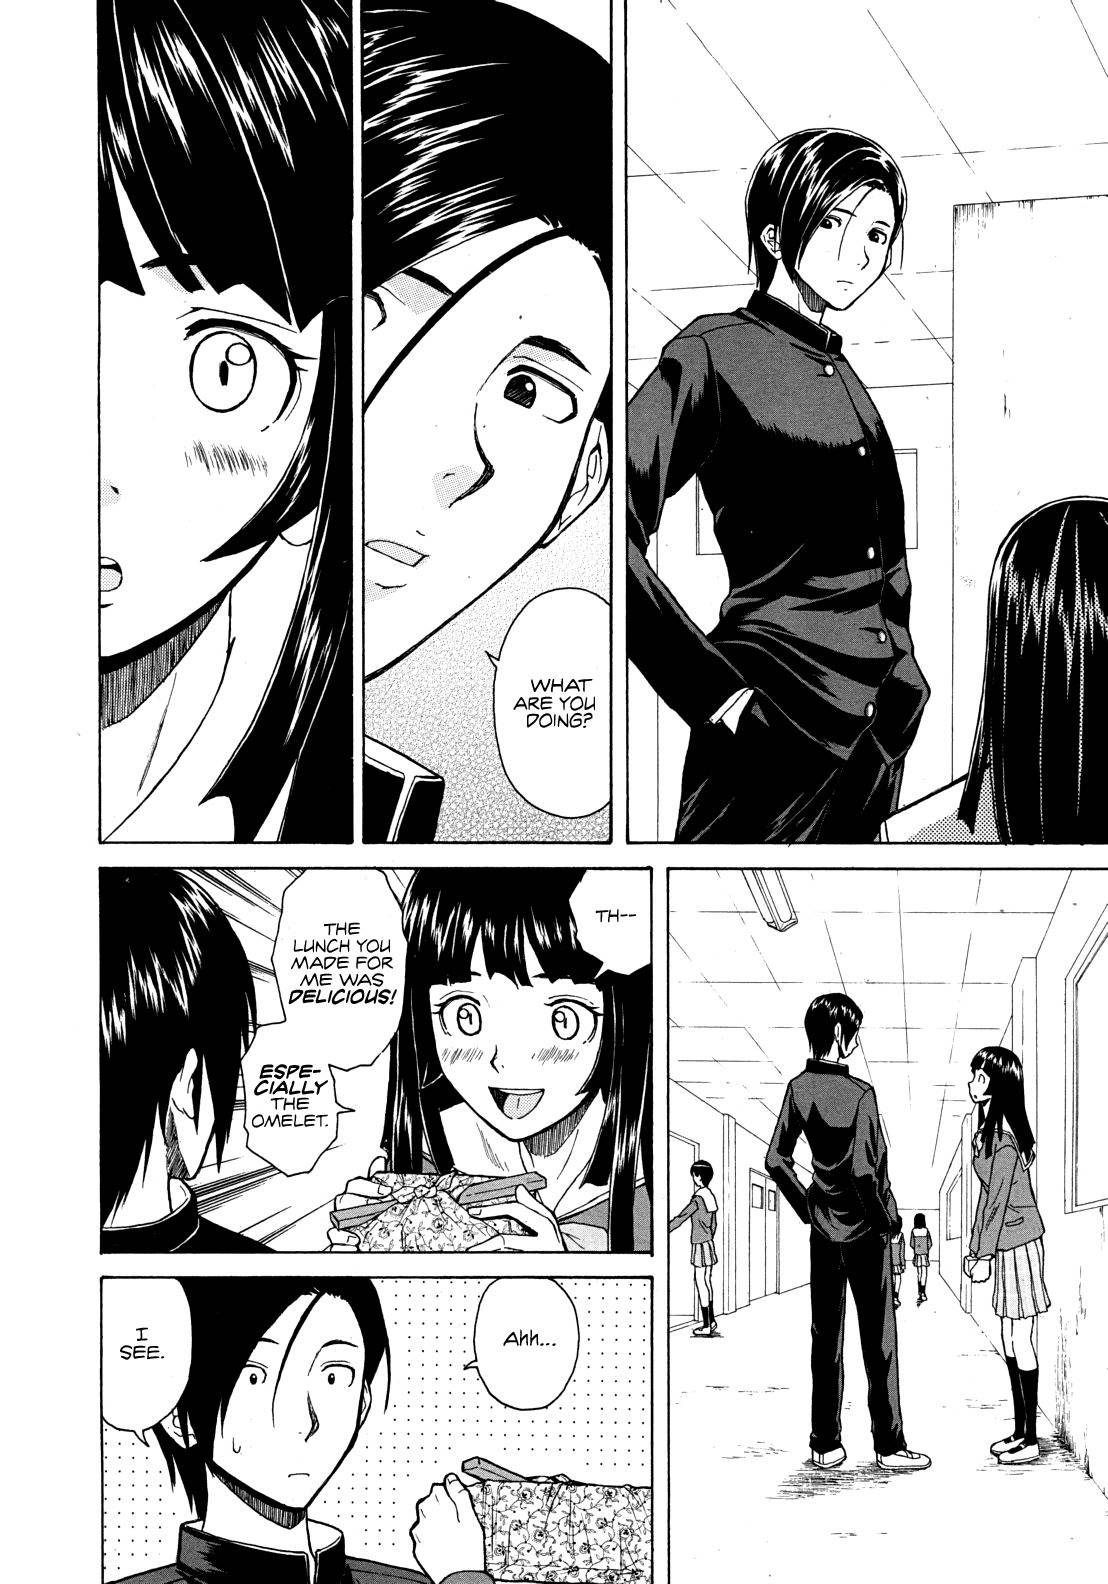 WHAT
ARE YOU
DOING?
TH--
THE
LUNCH YOU
MADE FOR
ME WAS
DELICIOUS!
ESPE-
CIALLY
THE
OMELET.
Ahh...
I
SEE.